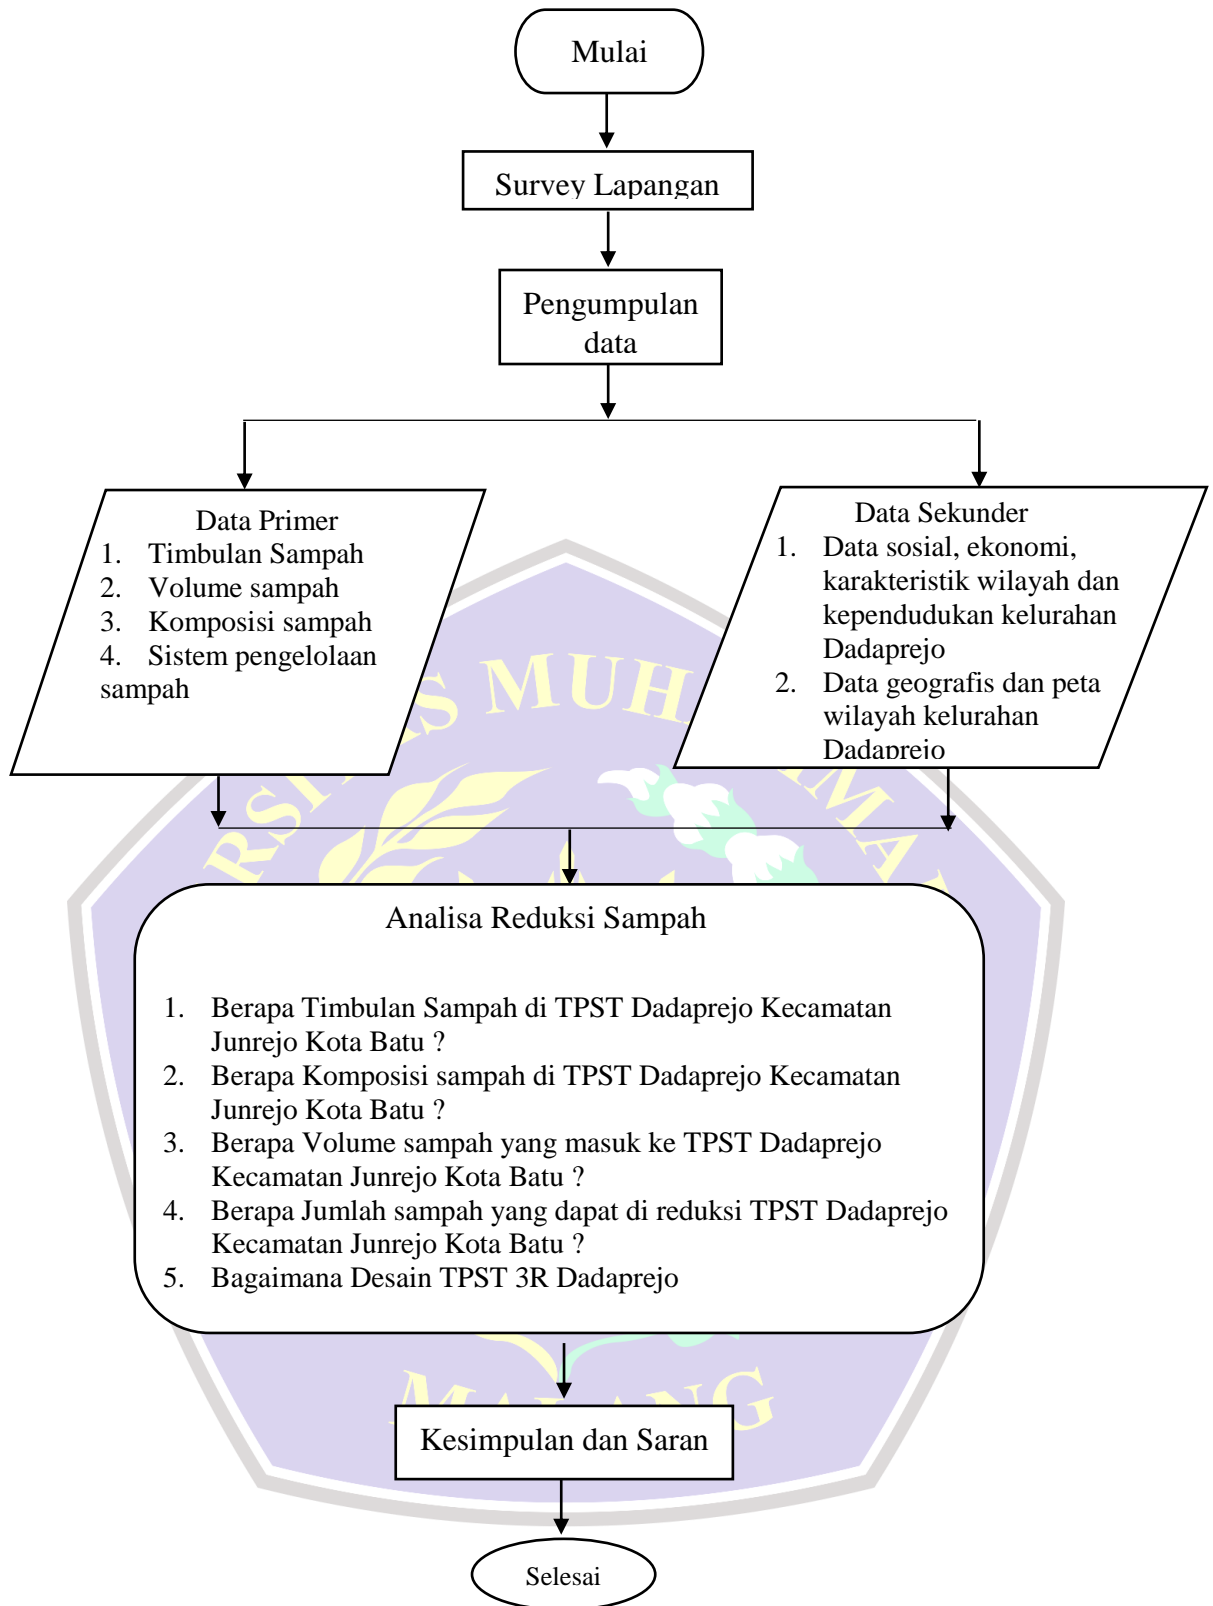 Mulai
Survey Lapangan
Pengumpulan
data
Data Primer
1. Timbulan Sampah
2. Volume sampah
3. Komposisi sampah
4. Sistem pengelolaan
sampah
Data Sekunder
1. Data sosial, ekonomi,
karakteristik wilayah dan
kependudukan kelurahan
Dadaprejo
2. Data geografis dan peta
wilayah kelurahan
Dadaprejo
Analisa Reduksi Sampah
1. Berapa Timbulan Sampah di TPST Dadaprejo Kecamatan
Junrejo Kota Batu ?
2. Berapa Komposisi sampah di TPST Dadaprejo Kecamatan
Junrejo Kota Batu ?
3. Berapa Volume sampah yang masuk ke TPST Dadaprejo
Kecamatan Junrejo Kota Batu ?
4. Berapa Jumlah sampah yang dapat di reduksi TPST Dadaprejo
Kecamatan Junrejo Kota Batu ?
5. Bagaimana Desain TPST 3R Dadaprejo
MALANG
Kesimpulan dan Saran
Selesai